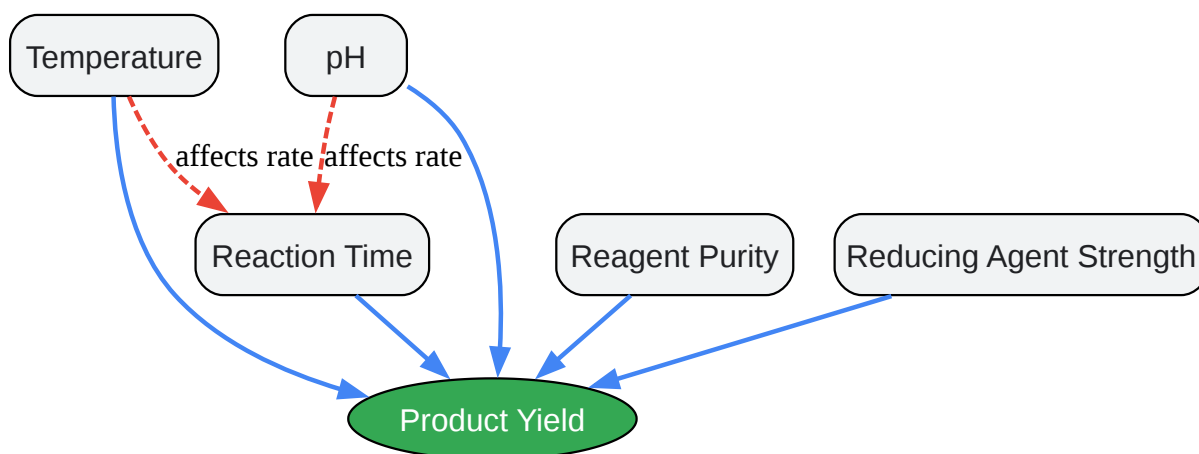 Temperature
pH
affects rate
affects rate
Reaction Time
Reagent Purity
Reducing Agent Strength
Product Yield